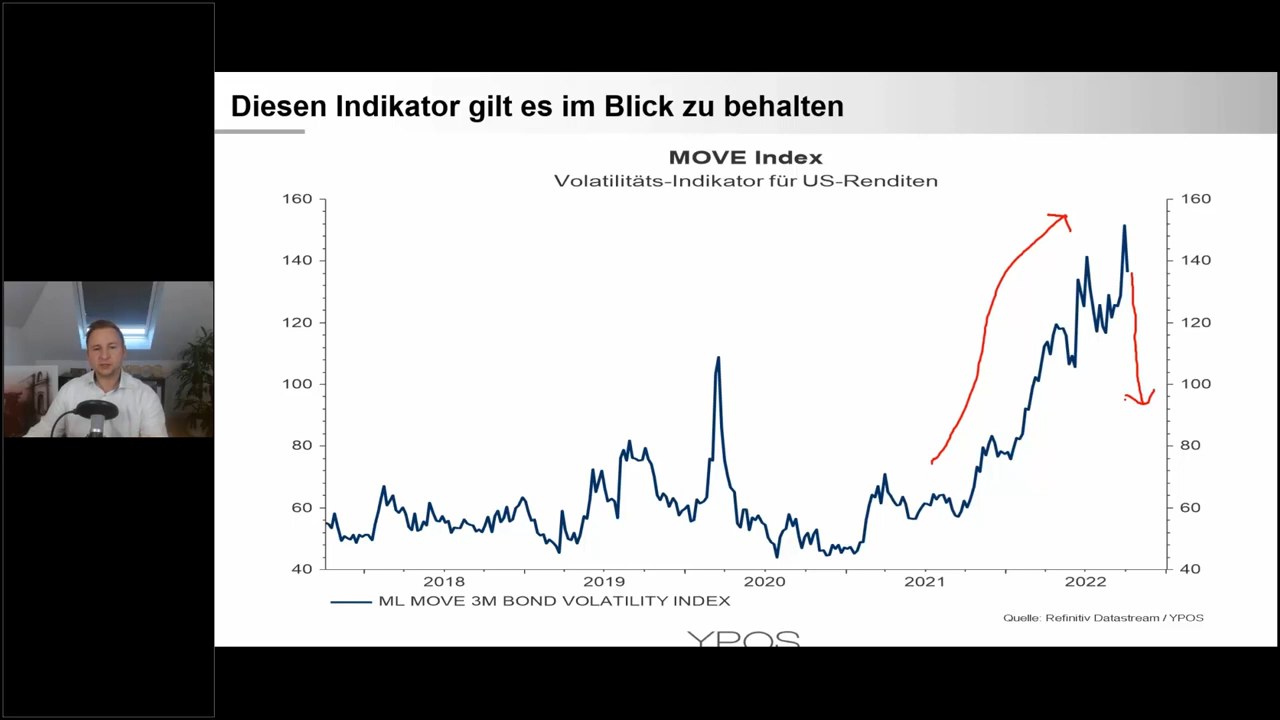 Diesen Indikator gilt es im Blick zu behalten
MOVE Index
Volatilitäts-Indikator für US-Renditen
160 160
140 140
120 120
100 100
80 80
60 60
40 40
2018 2019 2020 2021 2022
ML MOVE 3M BOND VOLATILITY INDEX
Quelle: Refinitiv Datastream / YPOS
YPOS